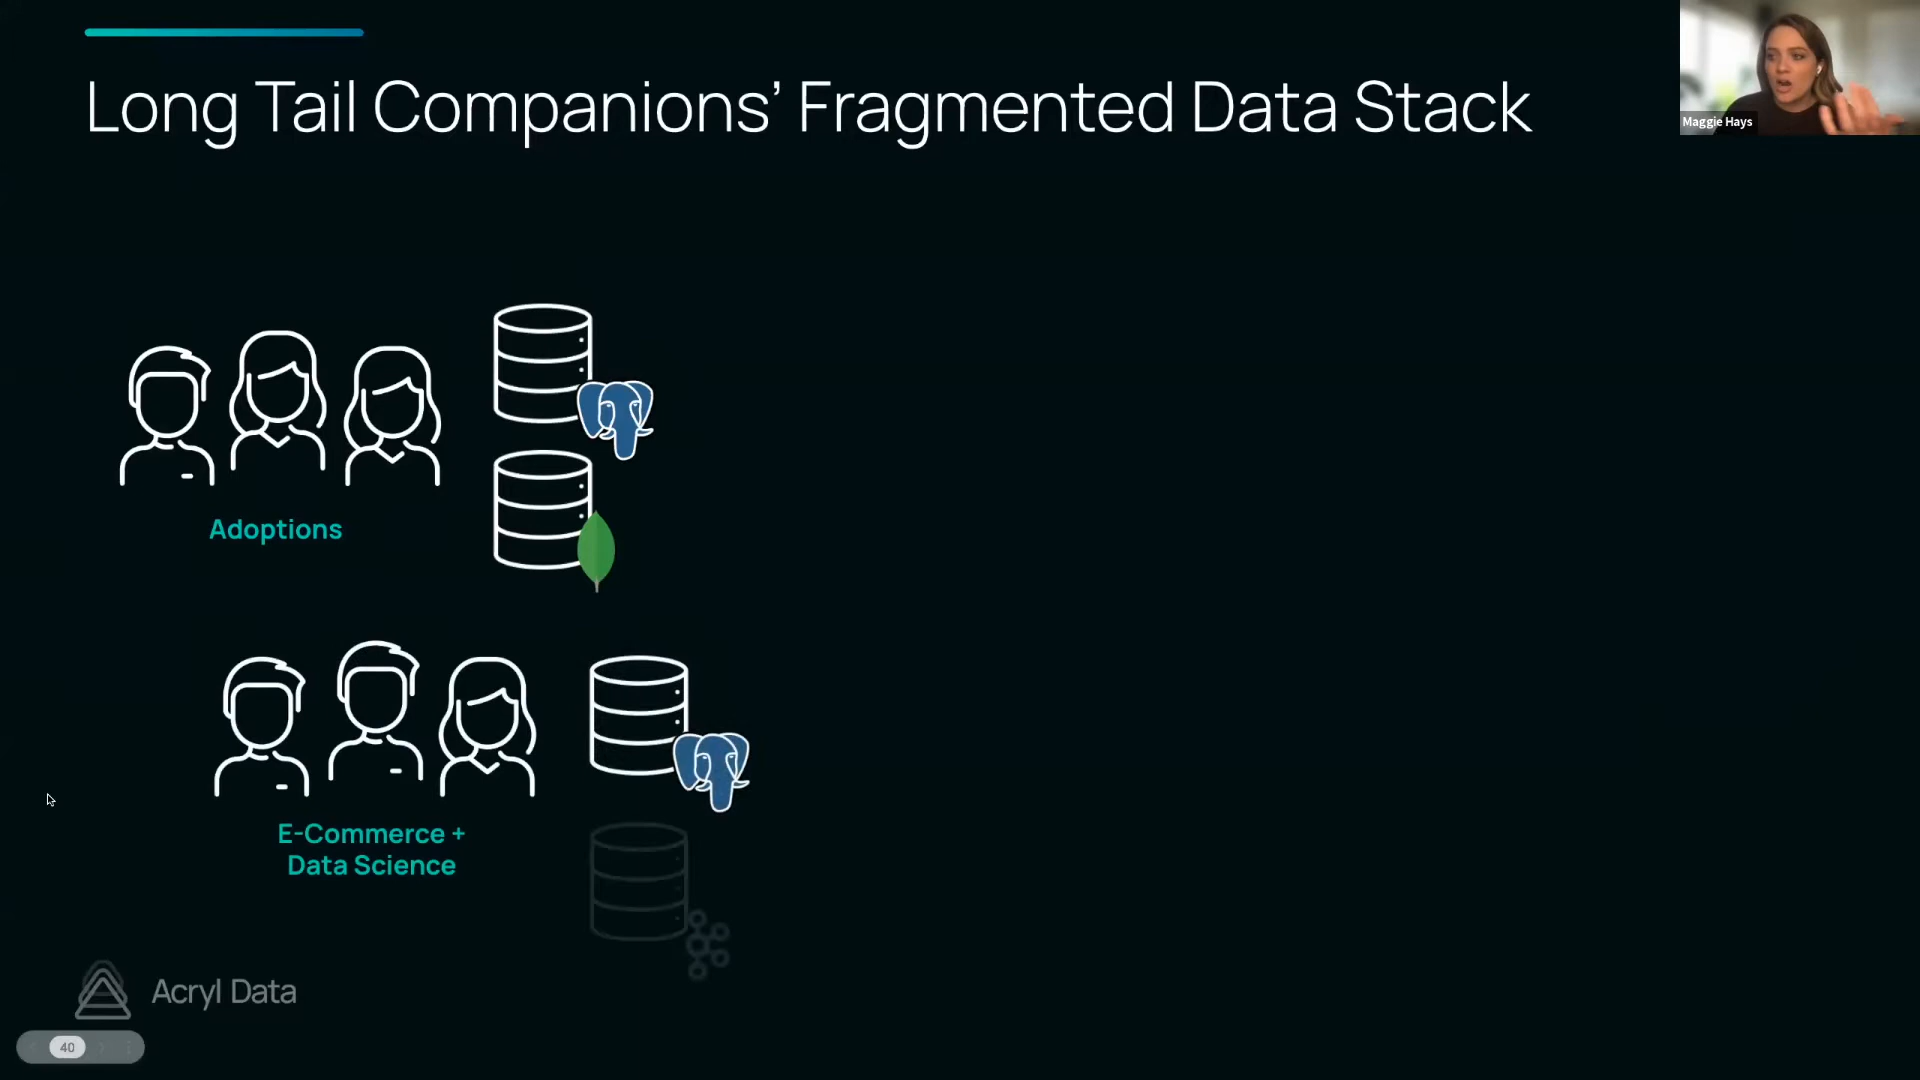 Long Tail Companions’ Fragmented Data Stack
Maggie Hays
Adoptions
E-Commerce +
Data Science
Acryl Data
40